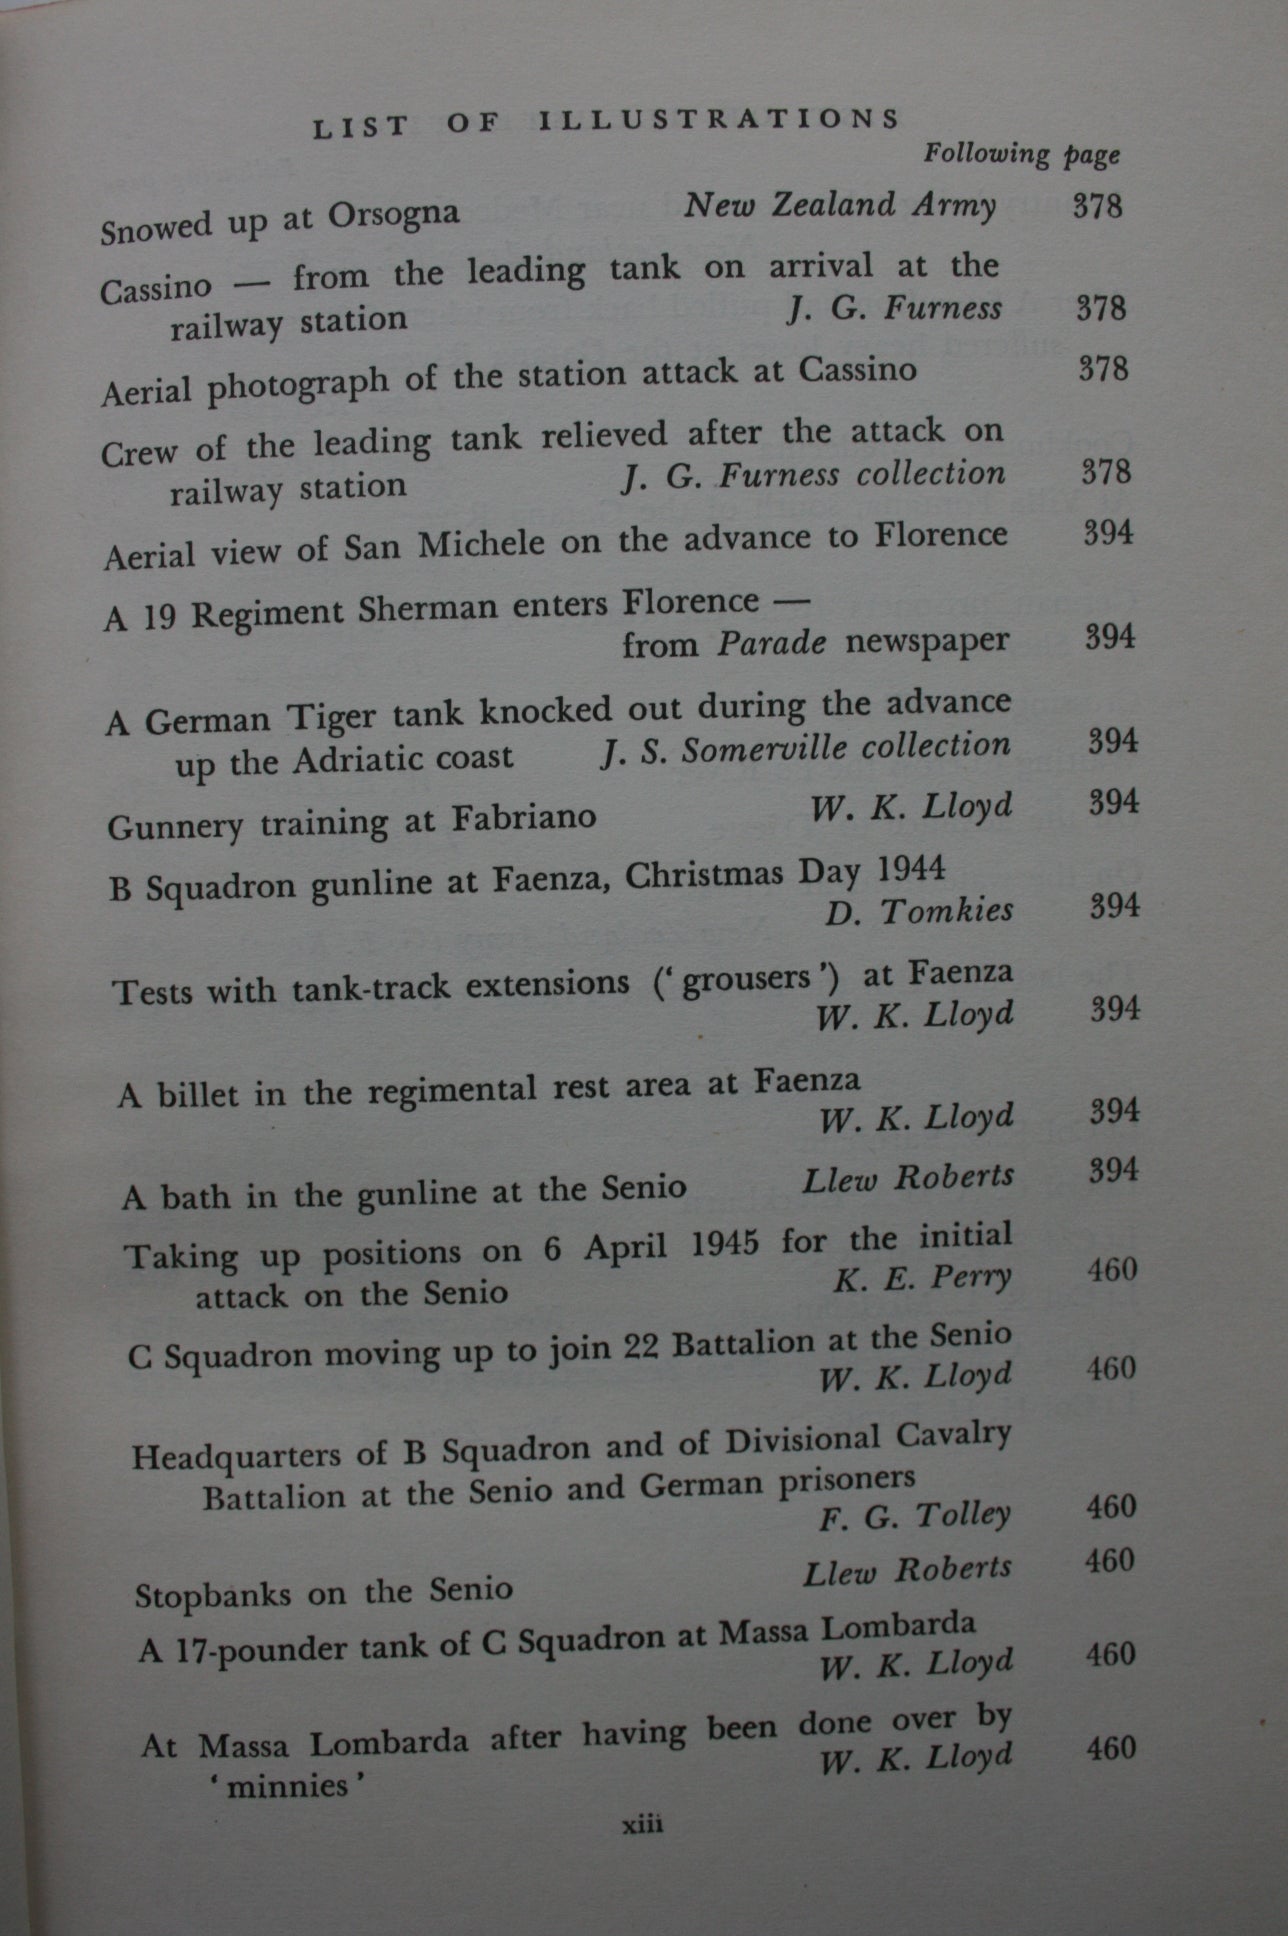 LIST OF ILLUSTRATIONS
Following page
Snowed up at Orsogna New Zealand Army 378
Cassino — from the leading tank on arrival at the
railway station J. G. Furness 378
Aerial photograph of the station attack at Cassino 378
Crew of the leading tank relieved after the attack on
railway station J. G. Furness collection 378
Aerial view of San Michele on the advance to Florence 394
A 19 Regiment Sherman enters Florence —
from Parade newspaper 394
A German Tiger tank knocked out during the advance
up the Adriatic coast J. S. Somerville collection 394
Gunnery training at Fabriano W. K. Lloyd 394
B Squadron gunline at Faenza, Christmas Day 1944
D. Tomkies 394
Tests with tank-track extensions (‘ grousers ’) at Faenza
W. K. Lloyd 394
A billet in the regimental rest area at Faenza
W. K. Lloyd 394
A bath in the gunline at the Senio Llew Roberts 394
Taking up positions on 6 April 1945 for the initial
attack on the Senio K. E. Perry 460
C Squadron moving up to join 22 Battalion at the Senio
W. K. Lloyd 460
Headquarters of B Squadron and of Divisional Cavalry
Battalion at the Senio and German prisoners
F. G. Tolley 460
Stopbanks on the Senio Llew Roberts 460
A 17-pounder tank of C Squadron at Massa Lombarda
W. K. Lloyd 460
At Massa Lombarda after having been done over by
‘ minnies ’ W. K. Lloyd 460
xiii